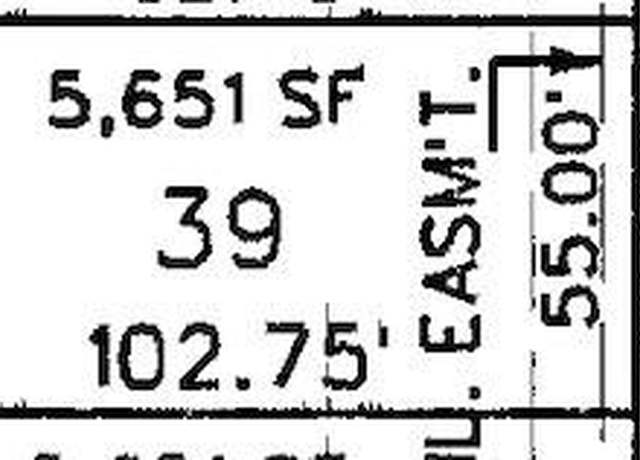 5,651 SF
39
102.75'
L. EASM'T.
55.00'